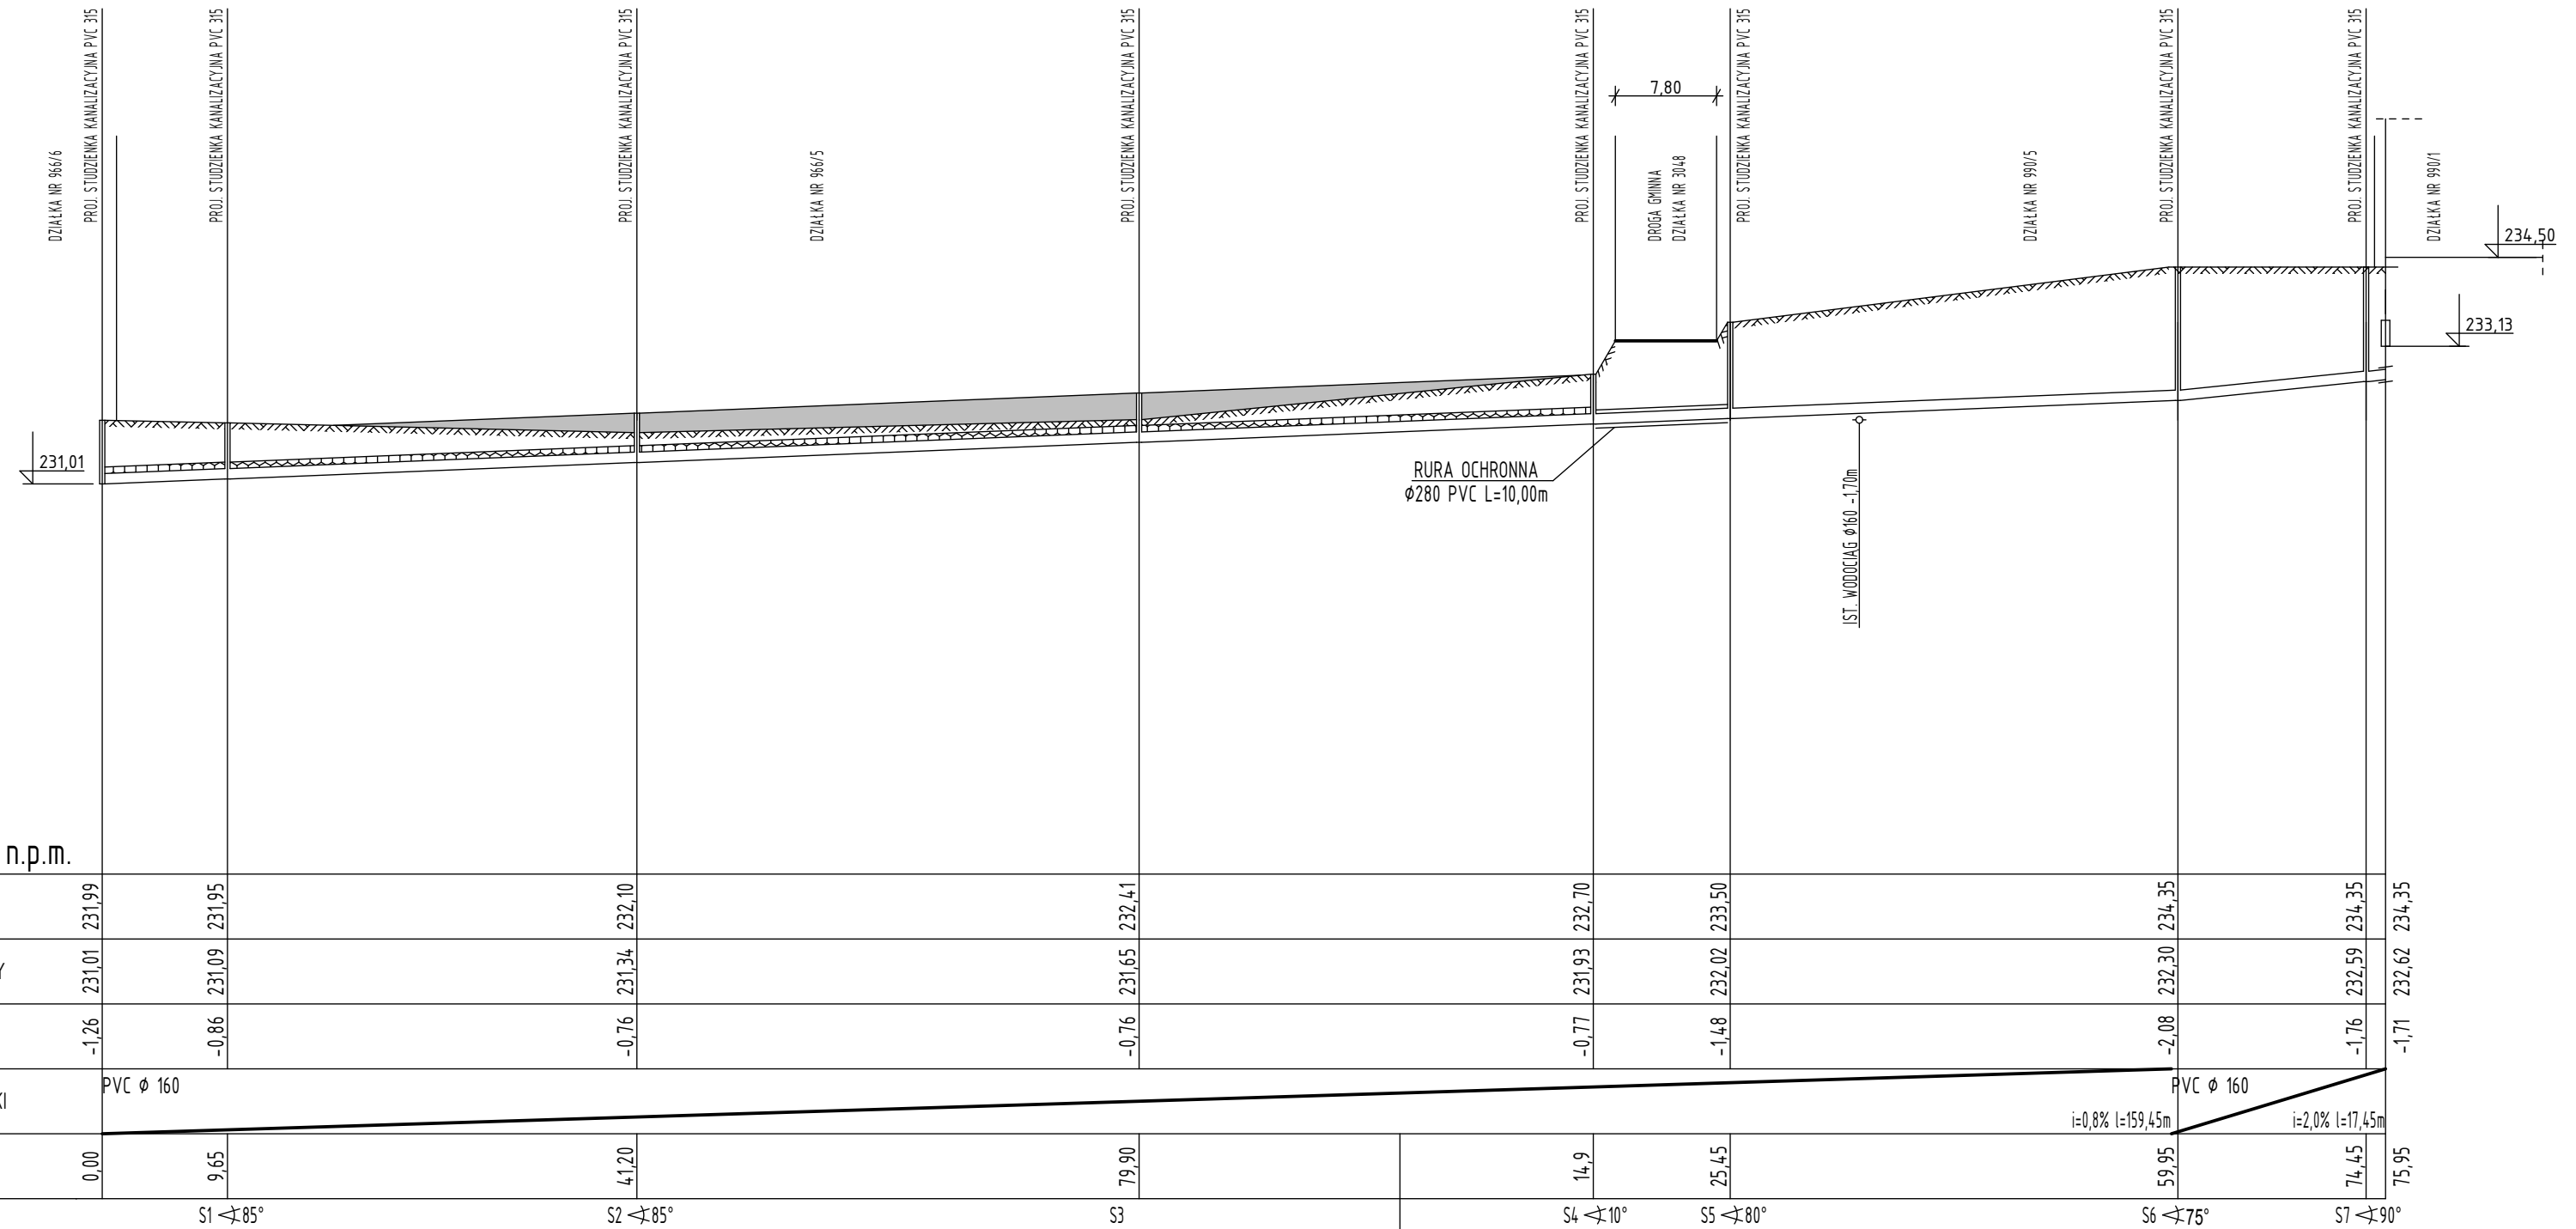 PROJ. STUDZIENKA KANALIZACYJNA PVC 315
PROJ. STUDZIENKA KANALIZACYJNA PVC 315
PROJ. STUDZIENKA KANALIZACYJNA PVC 315
PROJ. STUDZIENKA KANALIZACYJNA PVC 315
PROJ. STUDZIENKA KANALIZACYJNA PVC 315
PROJ. STUDZIENKA KANALIZACYJNA PVC 315
PROJ. STUDZIENKA KANALIZACYJNA PVC 315
PROJ. STUDZIENKA KANALIZACYJNA PVC 315
7,80
DZIAŁKA NR 966/6
DZIAŁKA NR 966/5
DROGA GMINNA
DZIAŁKA NR 3048
DZIAŁKA NR 990/5
DZIAŁKA NR 990/1
234,50
233,13
231,01
RURA OCHRONNA
Ø280 PVC L=10,00m
IST. WODOCIAG Ø160 -1,70m
n.p.m.
231,99 231,95 232,10 232,41 232,70 233,50 234,35 234,35 234,35
Y 231,01 231,09 231,34 231,65 231,93 232,02 232,30 232,59 232,62
-1,26 -0,86 -0,76 -0,76 -0,77 -1,48 -2,08 -1,76 -1,71
KI PVC Ø 160 PVC Ø 160
i=0,8% l=159,45m i=2,0% l=17,45m
0,00 9,65 41,20 79,90 14,9 25,45 59,95 74,45 75,95
S1 ∢85° S2 ∢85° S3 S4 ∢10° S5 ∢80° S6 ∢75° S7 ∢90°